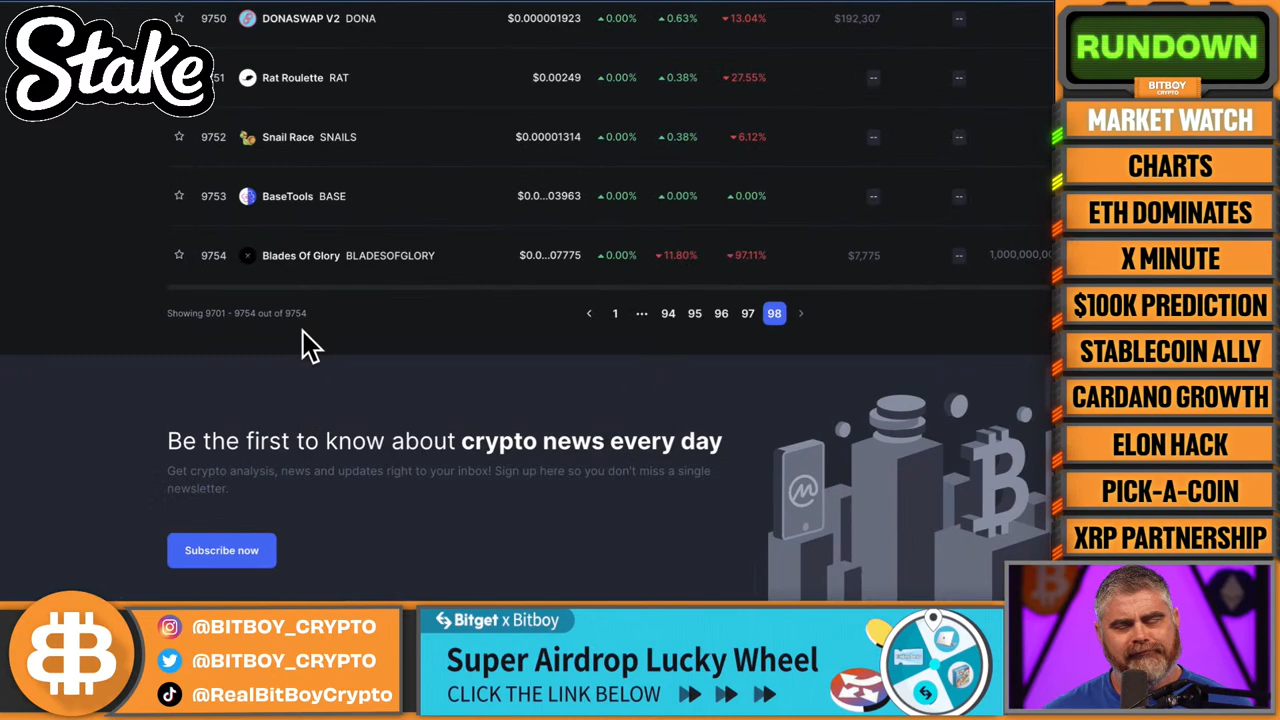 Stake
9750 DONASWAP V2 DONA $0.000001923 0.00% 0.63% 13.04% $192,307 --
51 Rat Roulette RAT $0.00249 0.00% 0.38% 27.55% -- --
9752 Snail Race SNAILS $0.00001314 0.00% 0.38% 6.12% -- --
9753 BaseTools BASE $0.0...03963 0.00% 0.00% 0.00% -- --
9754 Blades Of Glory BLADESOFGLORY $0.0...07775 0.00% 11.80% 97.11% $7,775 -- 1,000,000,00
Showing 9701 - 9754 out of 9754
1 ... 94 95 96 97 98
Be the first to know about crypto news every day
Get crypto analysis, news and updates right to your inbox! Sign up here so you don't miss a single
newsletter.
Subscribe now
RUNDOWN
BITBOY
CRYPTO
MARKET WATCH
CHARTS
ETH DOMINATES
X MINUTE
$100K PREDICTION
STABLECOIN ALLY
CARDANO GROWTH
ELON HACK
PICK-A-COIN
XRP PARTNERSHIP
@BITBOY_CRYPTO
@BITBOY_CRYPTO
@RealBitBoyCrypto
Bitget x Bitboy
Super Airdrop Lucky Wheel
CLICK THE LINK BELOW